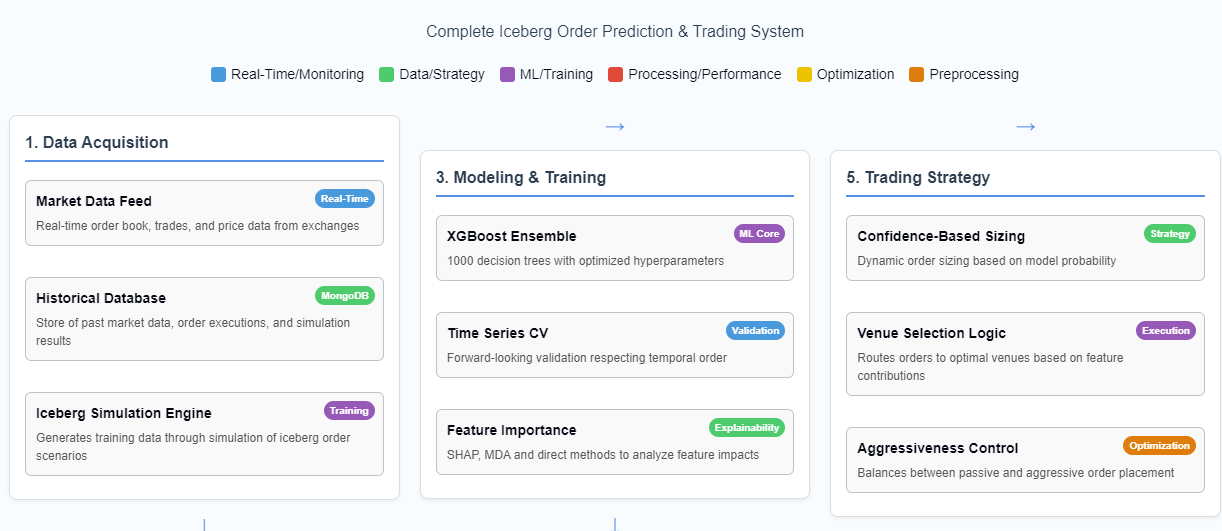 Complete Iceberg Order Prediction & Trading System
Real-Time/Monitoring
Data/Strategy
ML/Training
Processing/Performance
Optimization
Preprocessing
1. Data Acquisition
Market Data Feed
Real-Time
Real-time order book, trades, and price data from exchanges
Historical Database
MongoDB
Store of past market data, order executions, and simulation
results
Iceberg Simulation Engine
Training
Generates training data through simulation of iceberg order
scenarios
→
3. Modeling & Training
XGBoost Ensemble
ML Core
1000 decision trees with optimized hyperparameters
Time Series CV
Validation
Forward-looking validation respecting temporal order
Feature Importance
Explainability
SHAP, MDA and direct methods to analyze feature impacts
→
5. Trading Strategy
Confidence-Based Sizing
Strategy
Dynamic order sizing based on model probability
Venue Selection Logic
Execution
Routes orders to optimal venues based on feature
contributions
Aggressiveness Control
Optimization
Balances between passive and aggressive order placement